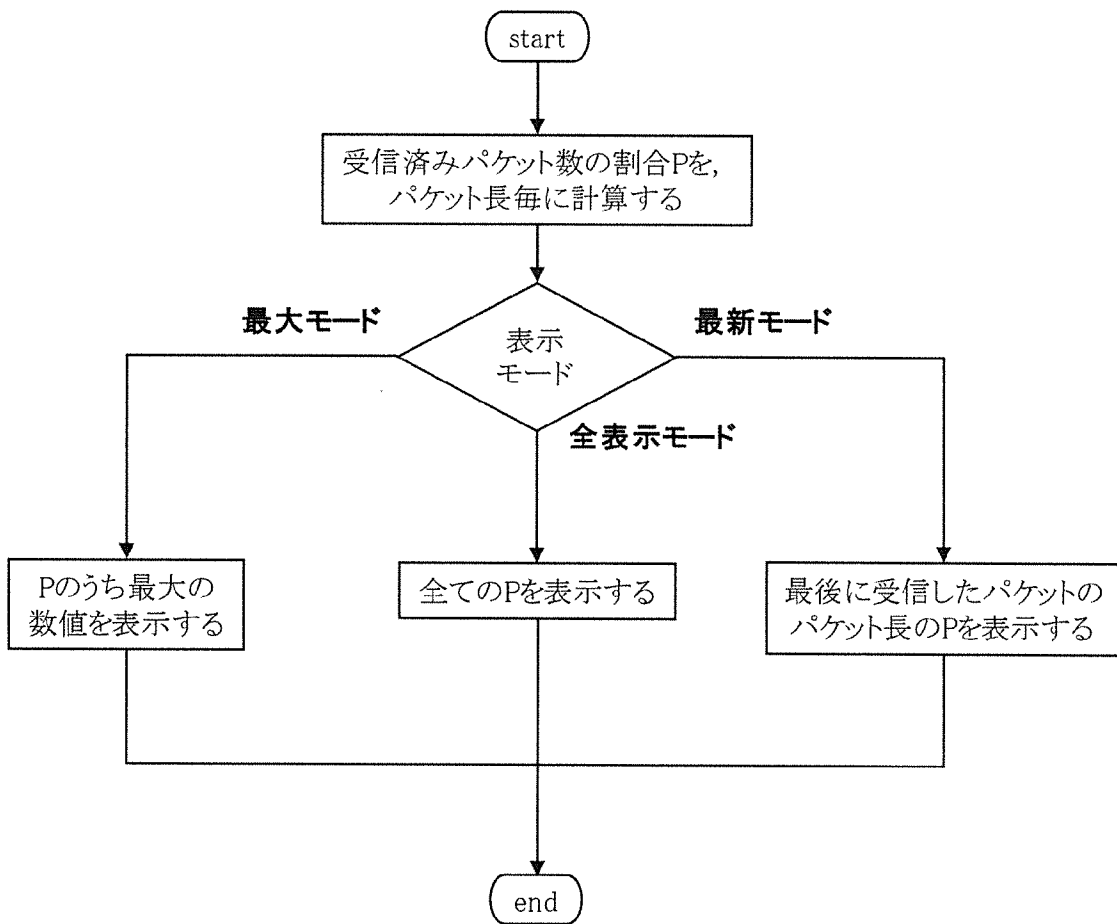 start
受信済みパケット数の割合Pを,
パケット長毎に計算する
最大モード
最新モード
表示
モード
全表示モード
Pのうち最大の
数値を表示する
全てのPを表示する
最後に受信したパケットの
パケット長のPを表示する
end